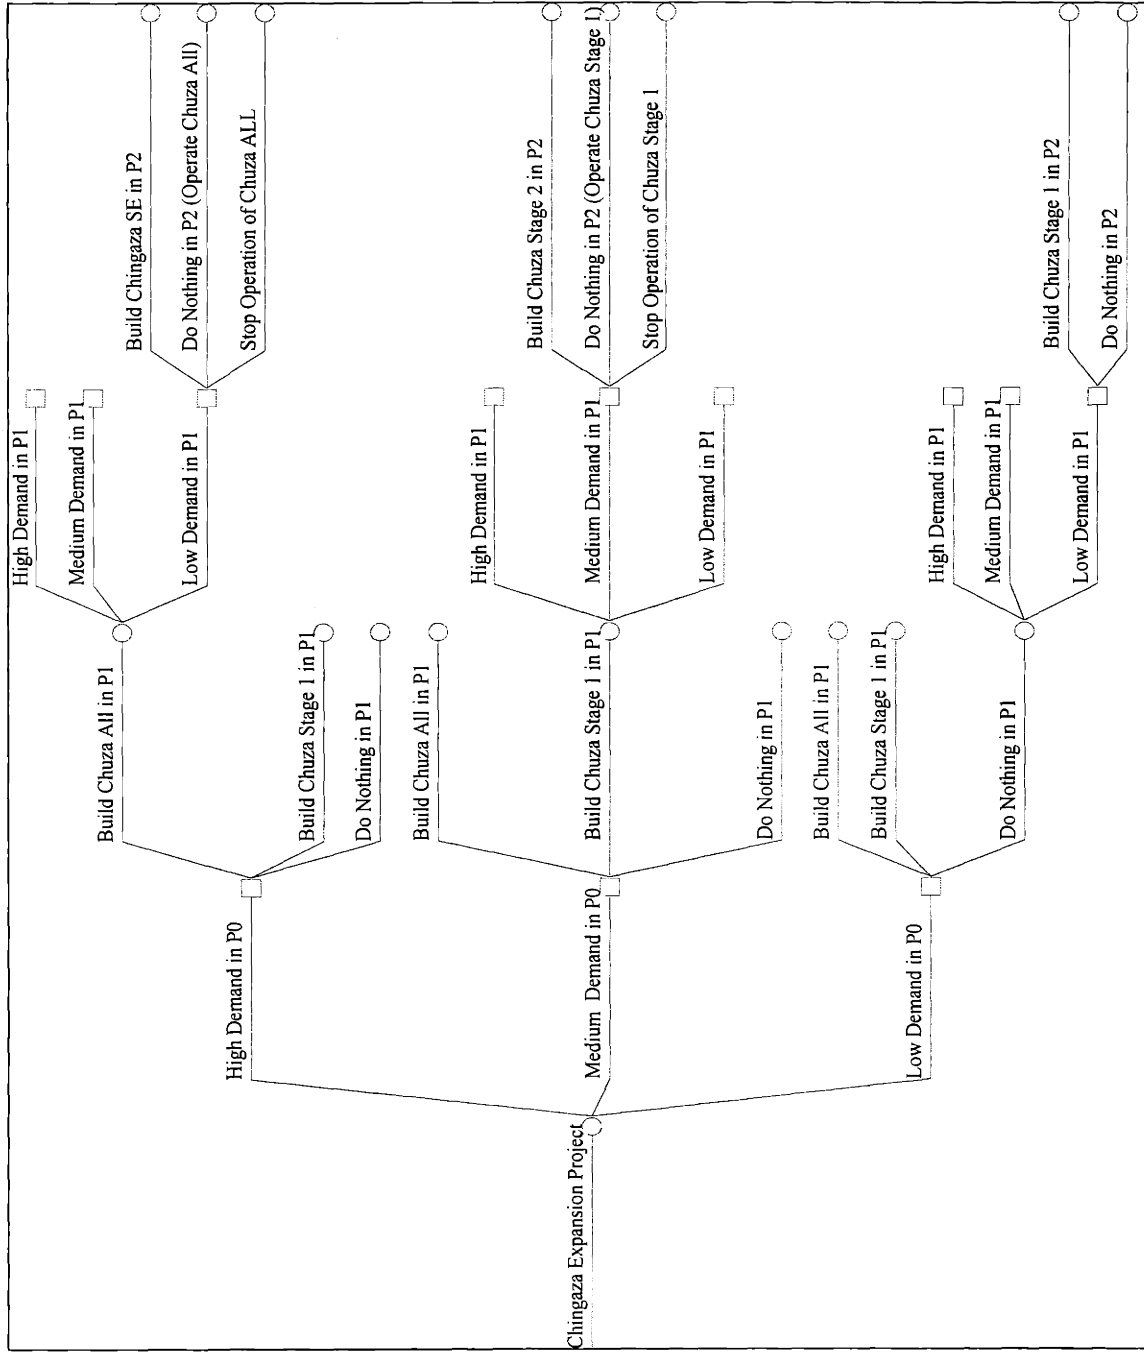 Chingaza Expansion Project
High Demand in P0
Build Chuza All in P1
High Demand in P1
Medium Demand in P1
Low Demand in P1
Build Chingaza SE in P2
Do Nothing in P2 (Operate Chuza All)
Stop Operation of Chuza ALL
Build Chuza Stage 1 in P1
Do Nothing in P1
Medium Demand in P0
Build Chuza All in P1
Build Chuza Stage 1 in P1
High Demand in P1
Medium Demand in P1
Low Demand in P1
Build Chuza Stage 2 in P2
Do Nothing in P2 (Operate Chuza Stage 1)
Stop Operation of Chuza Stage 1
Do Nothing in P1
Low Demand in P0
Build Chuza All in P1
Build Chuza Stage 1 in P1
Do Nothing in P1
High Demand in P1
Medium Demand in P1
Low Demand in P1
Build Chuza Stage 1 in P2
Do Nothing in P2